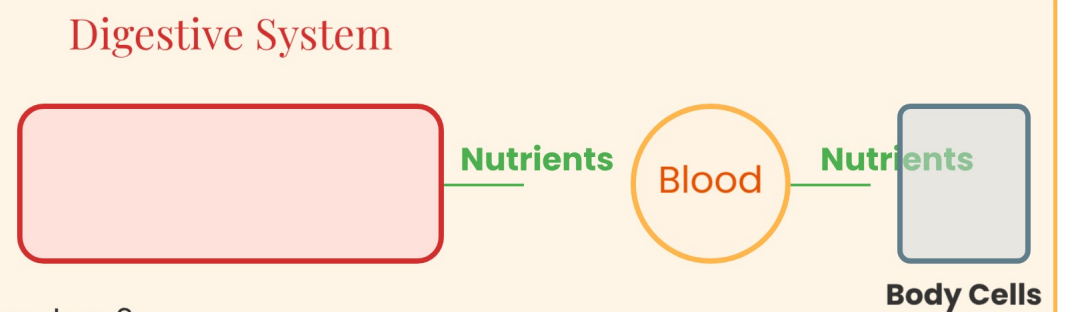 Digestive System
Nutrients
Blood
Nutrients
Body Cells